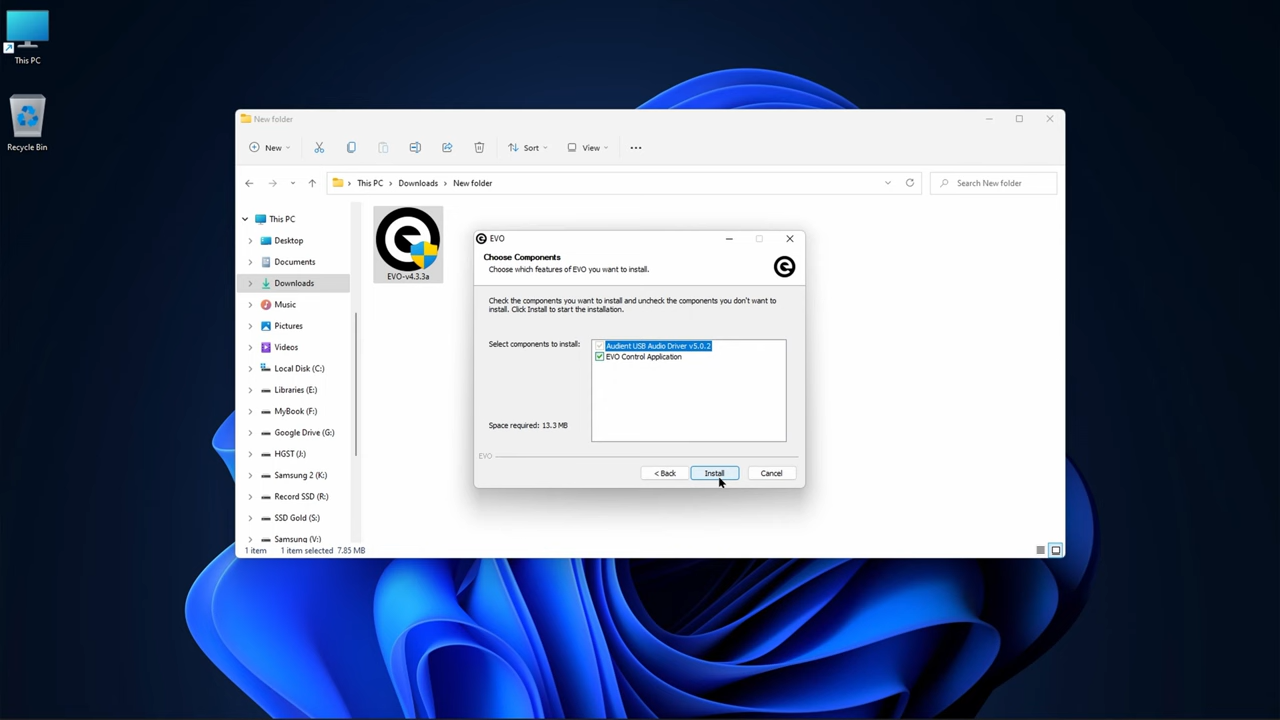 This PC
Recycle Bin
New folder
New
Sort
View
This PC
Downloads
New folder
Search New folder
This PC
Desktop
Documents
Downloads
Music
Pictures
Videos
Local Disk (C:)
Libraries (E:)
MyBook (F:)
Google Drive (G:)
HGST (J:)
Samsung 2 (K:)
Record SSD (R:)
SSD Gold (S:)
Samsung (V:)
EVO-v4.3.3a
EVO
Choose Components
Choose which features of EVO you want to install.
Check the components you want to install and uncheck the components you don't want to
install. Click Install to start the installation.
Select components to install:
Audient USB Audio Driver v5.0.2
EVO Control Application
Space required: 13.3 MB
EVO
< Back
Install
Cancel
1 item
1 item selected
7.85 MB